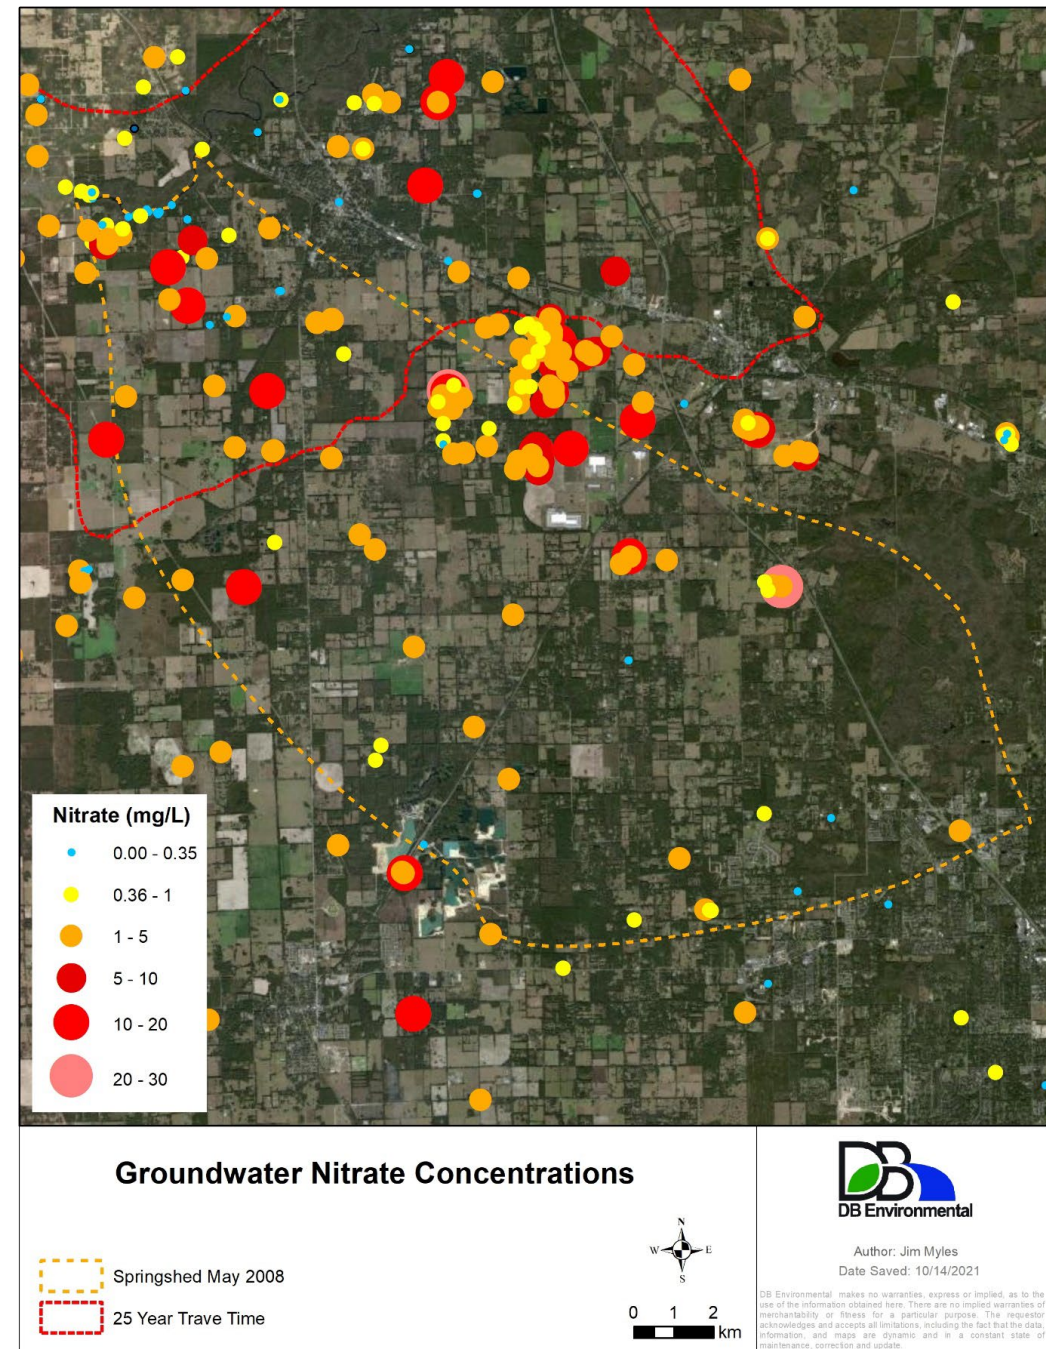 Nitrate (mg/L)
0.00 - 0.35
0.36 - 1
1 - 5
5 - 10
10 - 20
20 - 30
Groundwater Nitrate Concentrations
Springshed May 2008
25 Year Trave Time
N
W E
S
0 1 2
km
DB
DB Environmental
Author: Jim Myles
Date Saved: 10/14/2021
DB Environmental makes no warranties, express or implied, as to the
use of the information obtained here. There are no implied warranties of
merchantability or fitness for a particular purpose. The requestor
acknowledges and accepts all limitations, including the fact that the data,
information, and maps are dynamic and in a constant state of
maintenance, correction and update.